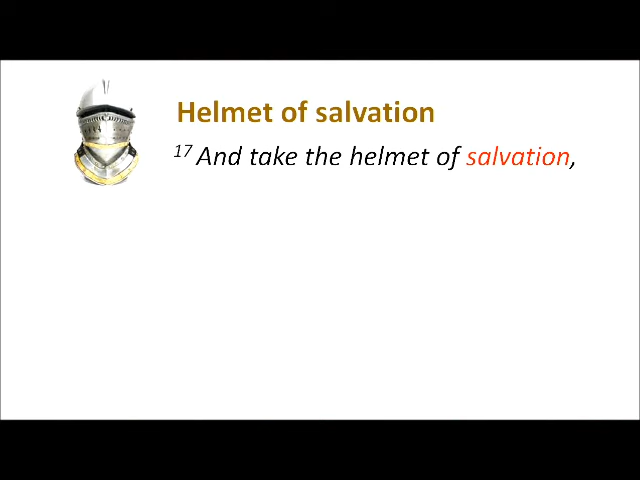 Helmet of salvation
17 And take the helmet of salvation,